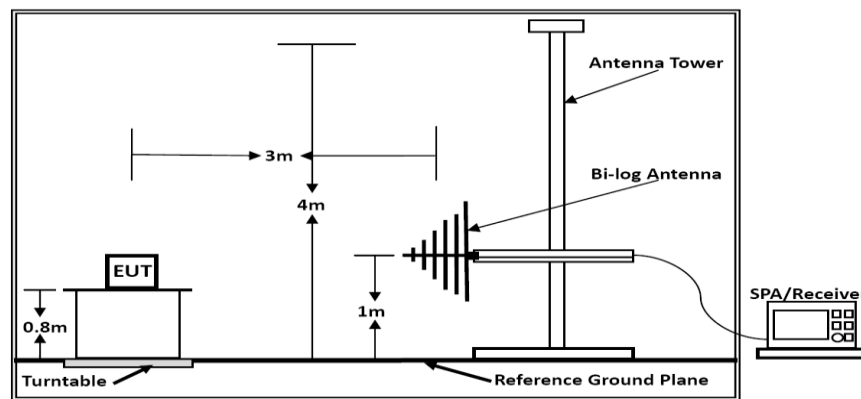 Antenna Tower
3m
Bi-log Antenna
4m
EUT
SPA/Receive
0.8m
1m
Turntable
Reference Ground Plane